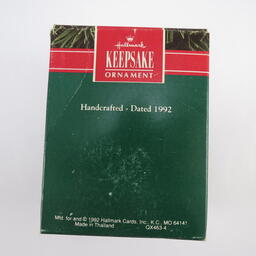 Hallmark
KEEPSAKE
ORNAMENT
Handcrafted - Dated 1992
Mfd. for and © 1992 Hallmark Cards, Inc., K.C., MO 64141
Made in Thailand QX463-4